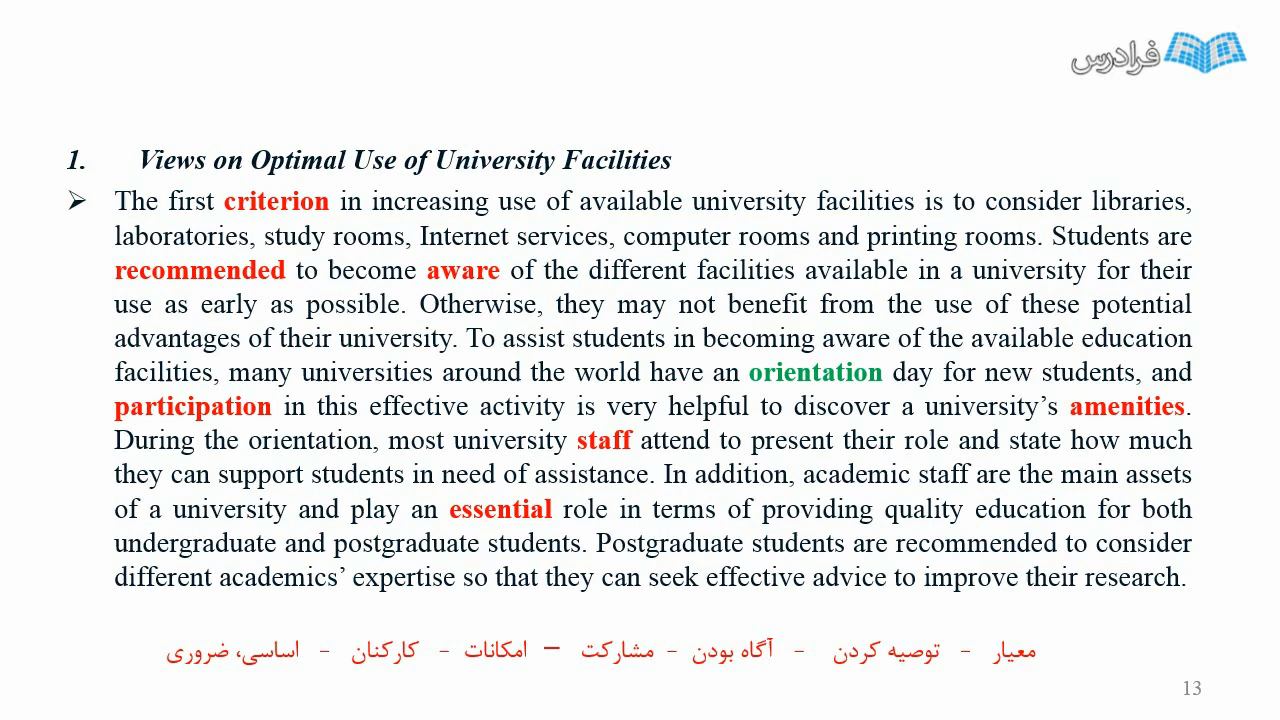 فرادرس
1. Views on Optimal Use of University Facilities
➢ The first criterion in increasing use of available university facilities is to consider libraries,
laboratories, study rooms, Internet services, computer rooms and printing rooms. Students are
recommended to become aware of the different facilities available in a university for their
use as early as possible. Otherwise, they may not benefit from the use of these potential
advantages of their university. To assist students in becoming aware of the available education
facilities, many universities around the world have an orientation day for new students, and
participation in this effective activity is very helpful to discover a university’s amenities.
During the orientation, most university staff attend to present their role and state how much
they can support students in need of assistance. In addition, academic staff are the main assets
of a university and play an essential role in terms of providing quality education for both
undergraduate and postgraduate students. Postgraduate students are recommended to consider
different academics’ expertise so that they can seek effective advice to improve their research.
معیار - توصیه کردن - آگاه بودن - مشارکت – امکانات - کارکنان - اساسی، ضروری
13